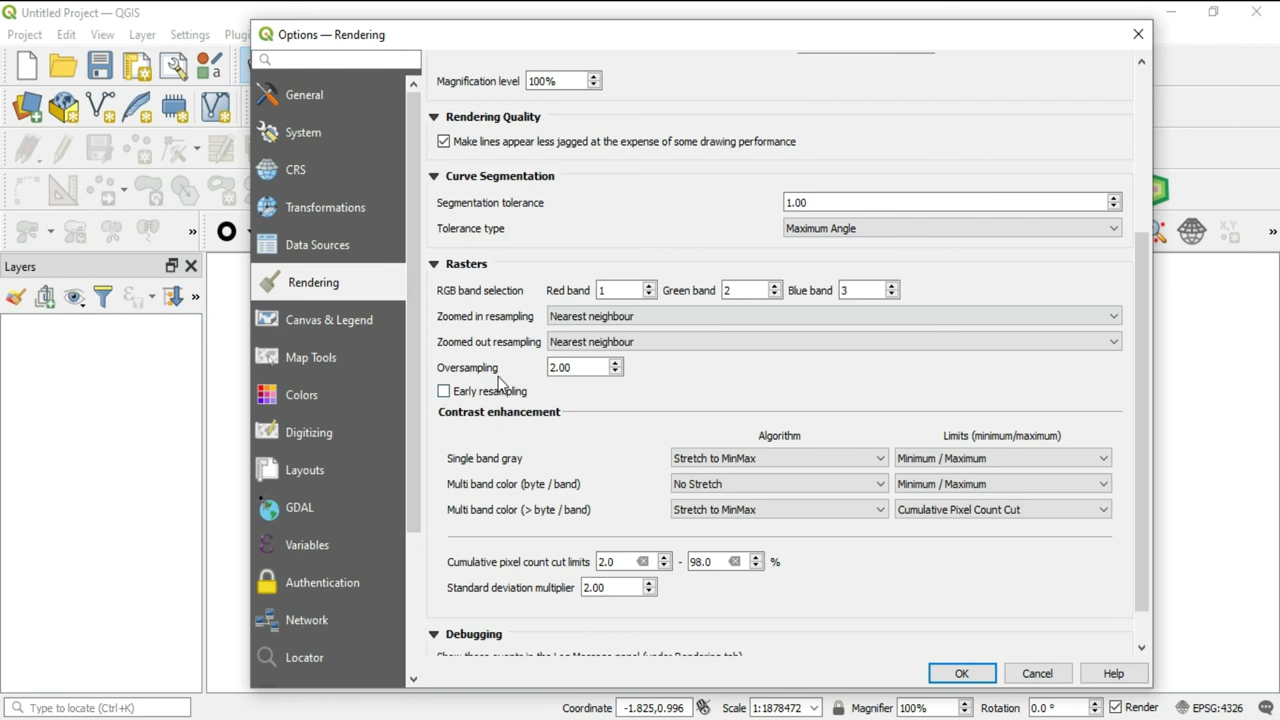 Untitled Project — QGIS
Project Edit View Layer Settings
Options — Rendering
General
System
CRS
Transformations
Data Sources
Rendering
Canvas & Legend
Map Tools
Colors
Digitizing
Layouts
GDAL
Variables
Authentication
Network
Locator
Magnification level 100%
Rendering Quality
Make lines appear less jagged at the expense of some drawing performance
Curve Segmentation
Segmentation tolerance 1.00
Tolerance type Maximum Angle
Rasters
RGB band selection Red band 1 Green band 2 Blue band 3
Zoomed in resampling Nearest neighbour
Zoomed out resampling Nearest neighbour
Oversampling 2.00
Early resampling
Contrast enhancement
Algorithm Limits (minimum/maximum)
Single band gray Stretch to MinMax Minimum / Maximum
Multi band color (byte / band) No Stretch Minimum / Maximum
Multi band color (> byte / band) Stretch to MinMax Cumulative Pixel Count Cut
Cumulative pixel count cut limits 2.0 - 98.0 %
Standard deviation multiplier 2.00
Debugging
OK Cancel Help
Layers
X,Y
Type to locate (Ctrl+K) Coordinate -1.825,0.996 Scale 1:1878472 Magnifier 100% Rotation 0.0 ° Render EPSG:4326